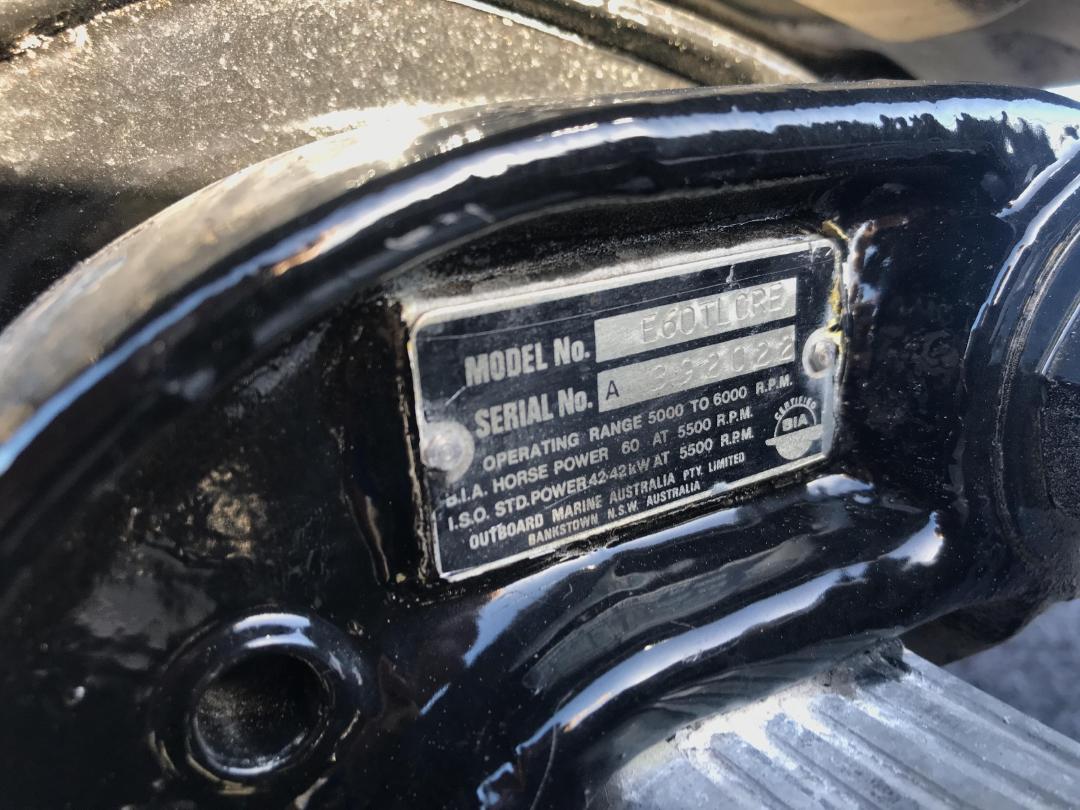 MODEL No. E60TLCRE
SERIAL No. A 392022
OPERATING RANGE 5000 TO 6000 R.P.M.
B.I.A. HORSE POWER 60 AT 5500 R.P.M.
I.S.O. STD. POWER 42·42 kW AT 5500 R.P.M.
OUTBOARD MARINE AUSTRALIA PTY. LIMITED
BANKSTOWN N.S.W. AUSTRALIA
CERTIFIED
BIA